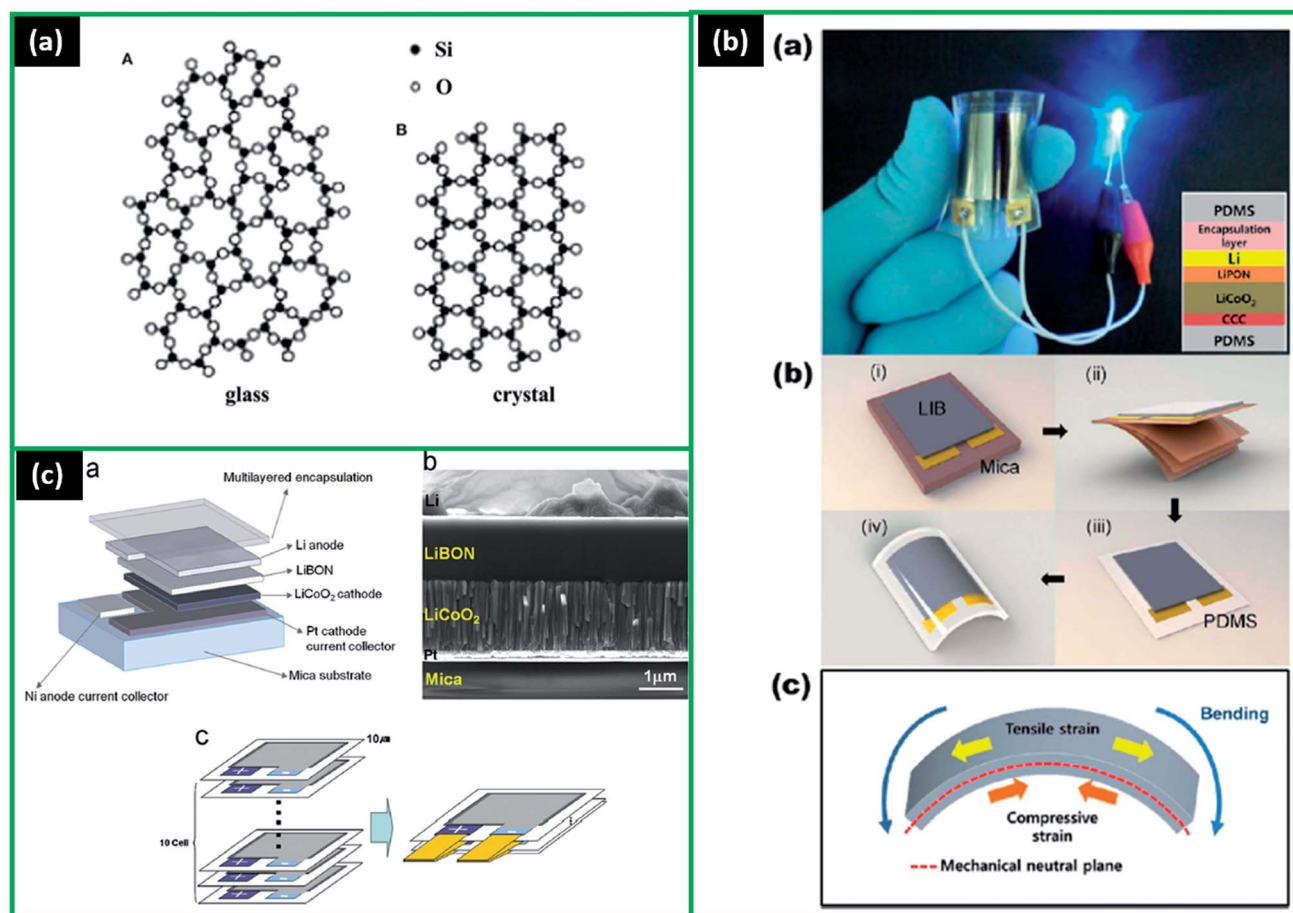 (a)
A
Si
O
B
glass
crystal
(b)
(a)
PDMS
Encapsulation
layer
Li
LiPON
LiCoO₂
CCC
PDMS
(b)
(i)
LIB
Mica
(ii)
(iii)
PDMS
(iv)
(c)
Bending
Tensile strain
Compressive
strain
Mechanical neutral plane
(c)
a
Multilayered encapsulation
Li anode
LiBON
LiCoO₂ cathode
Pt cathode
current collector
Mica substrate
Ni anode current collector
b
Li
LiBON
LiCoO₂
Pt
Mica
1μm
C
10㎛
10 Cell
+
-
+
-
+
-
+
-
+
-
+
-